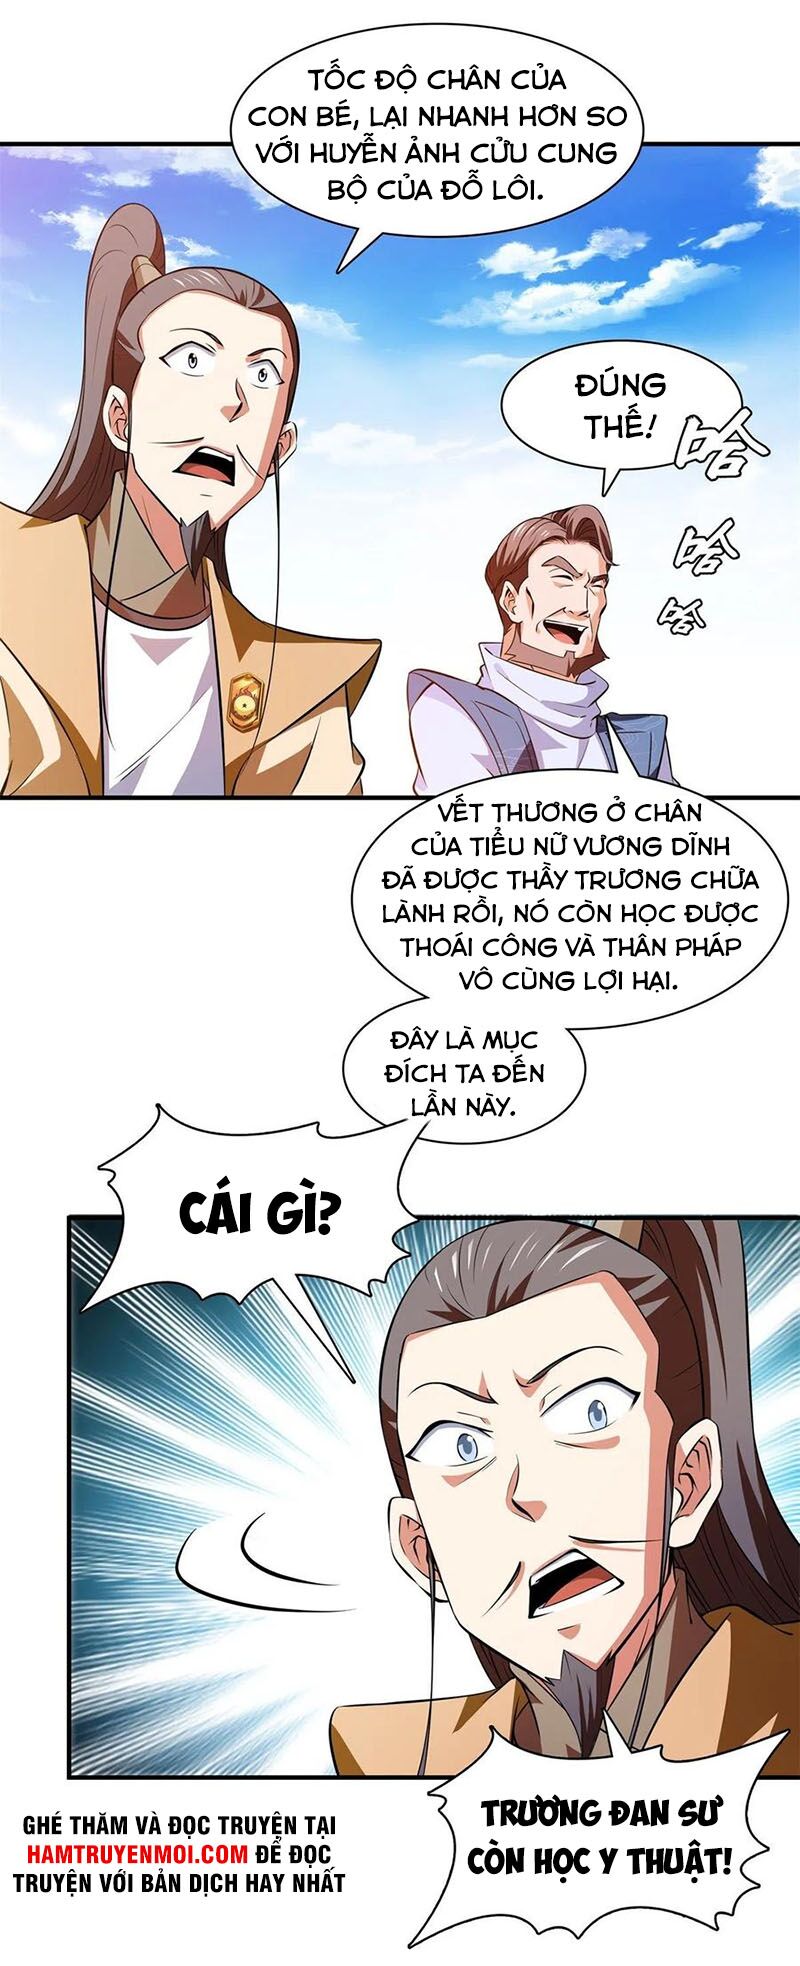 TỐC ĐỘ CHÂN CỦA
CON BÉ, LẠI NHANH HƠN SO
VỚI HUYỄN ẢNH CỬU CUNG
BỘ CỦA ĐỖ LÔI.
ĐÚNG
THẾ!
哈
哈
哈
VẾT THƯƠNG Ở CHÂN
CỦA TIỂU NỮ VƯƠNG DĨNH
ĐÃ ĐƯỢC THẦY TRƯƠNG CHỮA
LÀNH RỒI, NÓ CÒN HỌC ĐƯỢC
THOÁI CÔNG VÀ THÂN PHÁP
VÔ CÙNG LỢI HẠI.
ĐÂY LÀ MỤC
ĐÍCH TA ĐẾN
LẦN NÀY.
CÁI GÌ?
TRƯƠNG ĐAN SƯ
CÒN HỌC Y THUẬT!
GHÉ THĂM VÀ ĐỌC TRUYỆN TẠI
HAMTRUYENMOI.COM ĐỂ ĐỌC
TRUYỆN VỚI BẢN DỊCH HAY NHẤT